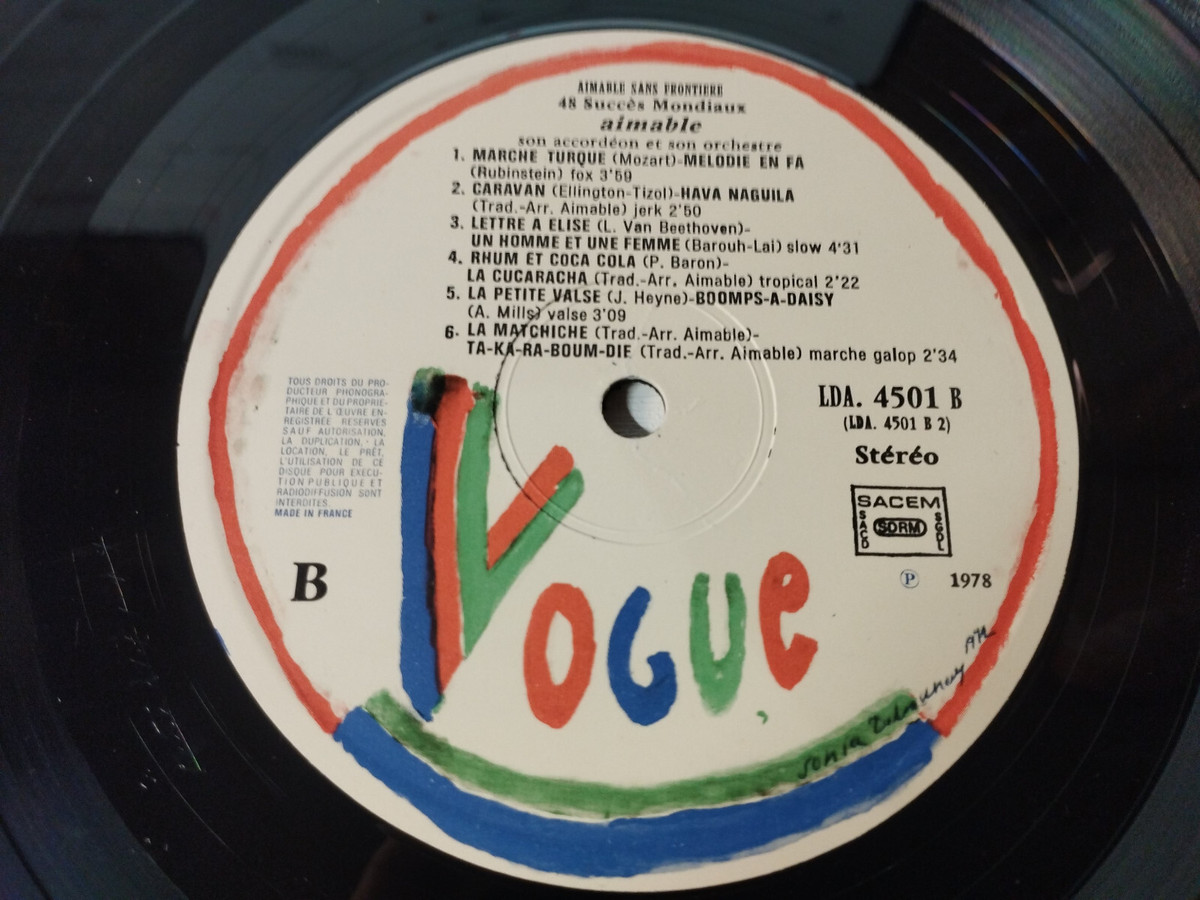 AIMABLE SANS FRONTIERE
48 Succès Mondiaux
aimable
son accordéon et son orchestre
1. MARCHE TURQUE (Mozart)-MELODIE EN FA
(Rubinstein) fox 3'59
2. CARAVAN (Ellington-Tizol)-HAVA NAGUILA
(Trad.-Arr. Aimable) jerk 2'50
3. LETTRE A ELISE (L. Van Beethoven)-
UN HOMME ET UNE FEMME (Barouh-Lai) slow 4'31
4. RHUM ET COCA COLA (P. Baron)-
LA CUCARACHA (Trad.-Arr. Aimable) tropical 2'22
5. LA PETITE VALSE (J. Heyne)-BOOMPS-A-DAISY
(A. Mills) valse 3'09
6. LA MATCHICHE (Trad.-Arr. Aimable)-
TA-KA-RA-BOUM-DIE (Trad.-Arr. Aimable) marche galop 2'34
TOUS DROITS DU PRO-
DUCTEUR PHONOGRA-
PHIQUE ET DU PROPRIE-
TAIRE DE L'ŒUVRE EN-
REGISTREE RESERVES
SAUF AUTORISATION,
LA DUPLICATION, LA
LOCATION, LE PRÊT,
L'UTILISATION DE CE
DISQUE POUR EXECU-
TION PUBLIQUE ET
RADIODIFFUSION SONT
INTERDITES.
MADE IN FRANCE
LDA. 4501 B
(LDA. 4501 B 2)
Stéréo
SACEM
SACD
SDRM
SGDL
Ⓟ 1978
B
VOGUE
Sonia Delaunay